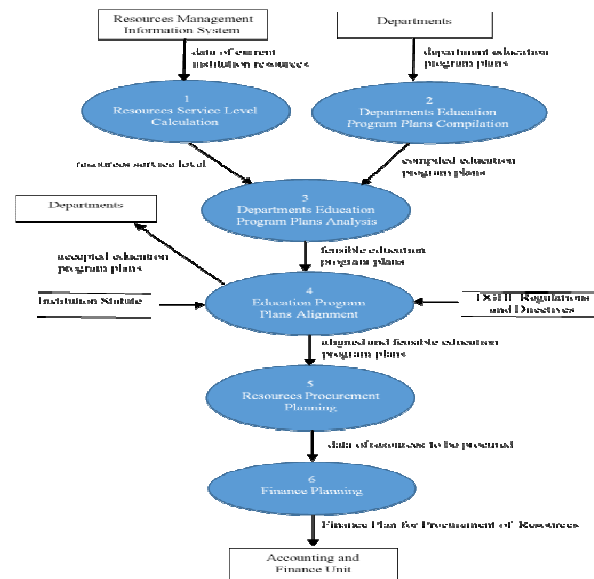 Resources Management
Information System
Departments
data of current
institution resources
department education
program plans
1
Resources Service Level
Calculation
2
Departments Education
Program Plans Compilation
resources service level
compiled education
program plans
3
Departments Education
Program Plans Analysis
Departments
accepted education
program plans
feasible education
program plans
4
Education Program
Plans Alignment
Institution Statute
Regulations
and Directives
aligned and feasible education
program plans
5
Resources Procurement
Planning
data of resources to be procured
6
Finance Planning
Finance Plan for Procurement of Resources
Accounting and
Finance Unit